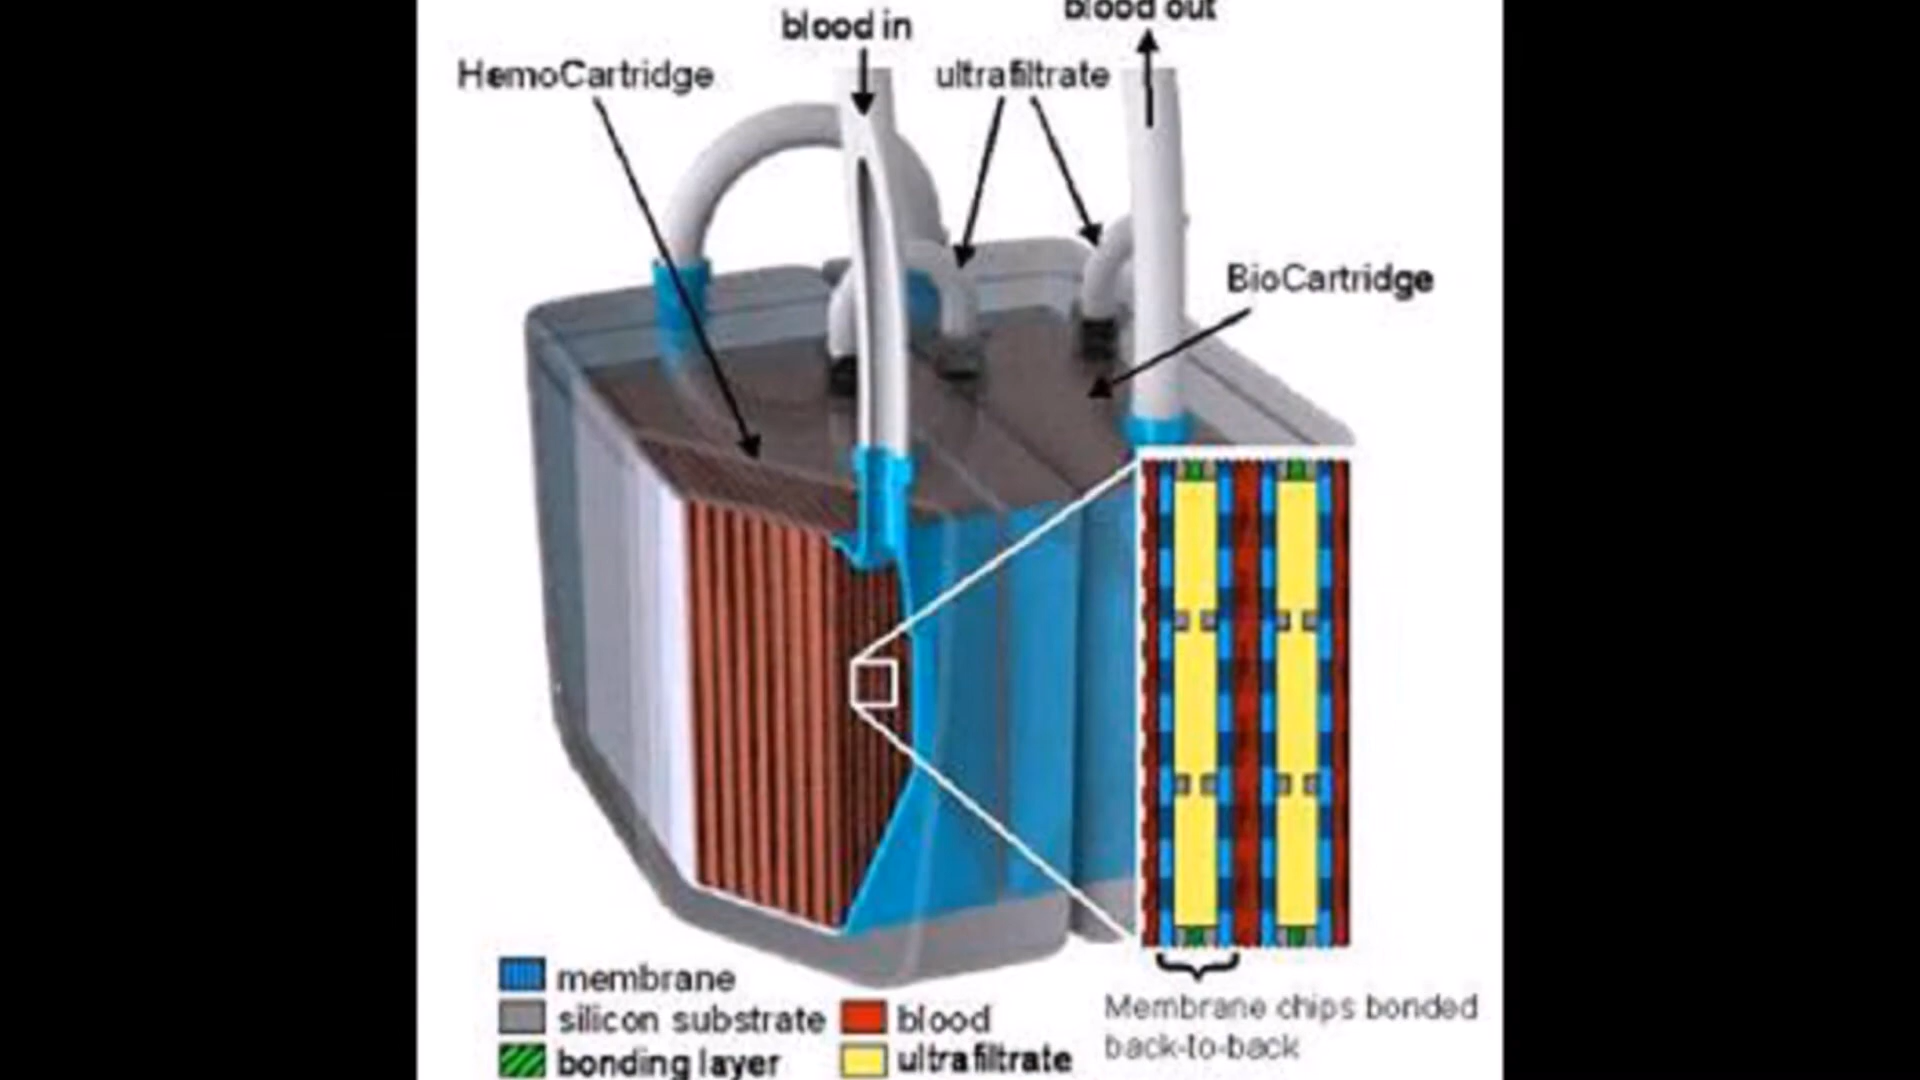 blood out
blood in
HemoCartridge
ultrafiltrate
BioCartridge
membrane
silicon substrate
bonding layer
blood
ultrafiltrate
Membrane chips bonded
back-to-back